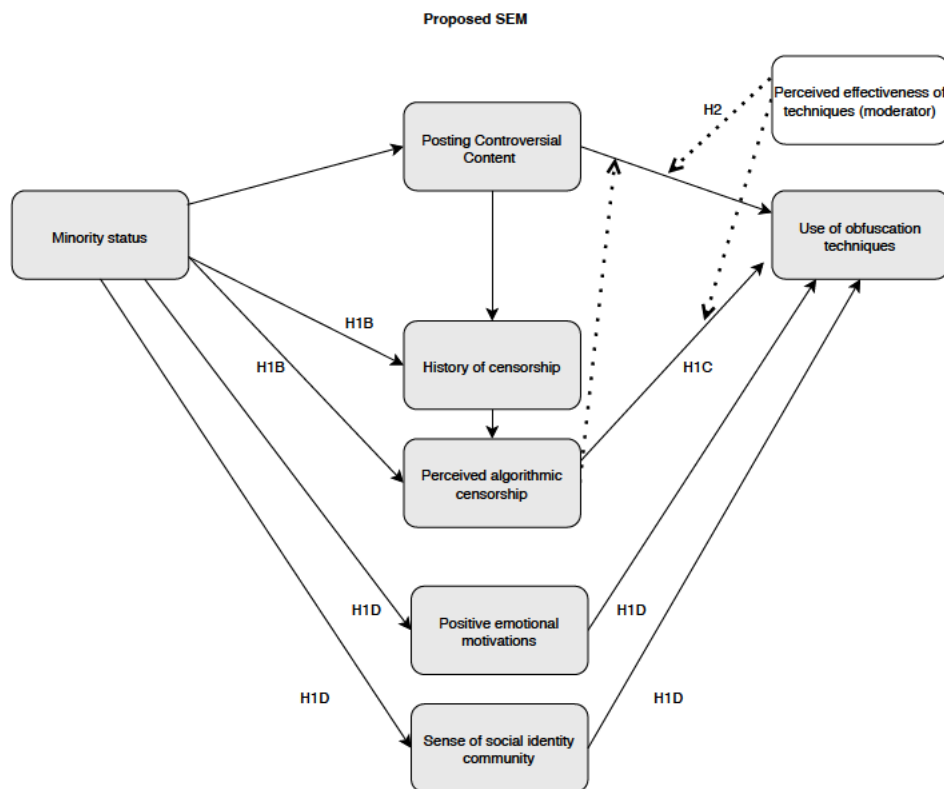 Proposed SEM
Perceived effectiveness of
techniques (moderator)
H2
Posting Controversial
Content
Minority status
Use of obfuscation
techniques
H1B
H1B
History of censorship
H1C
Perceived algorithmic
censorship
H1D
Positive emotional
motivations
H1D
H1D
H1D
Sense of social identity
community